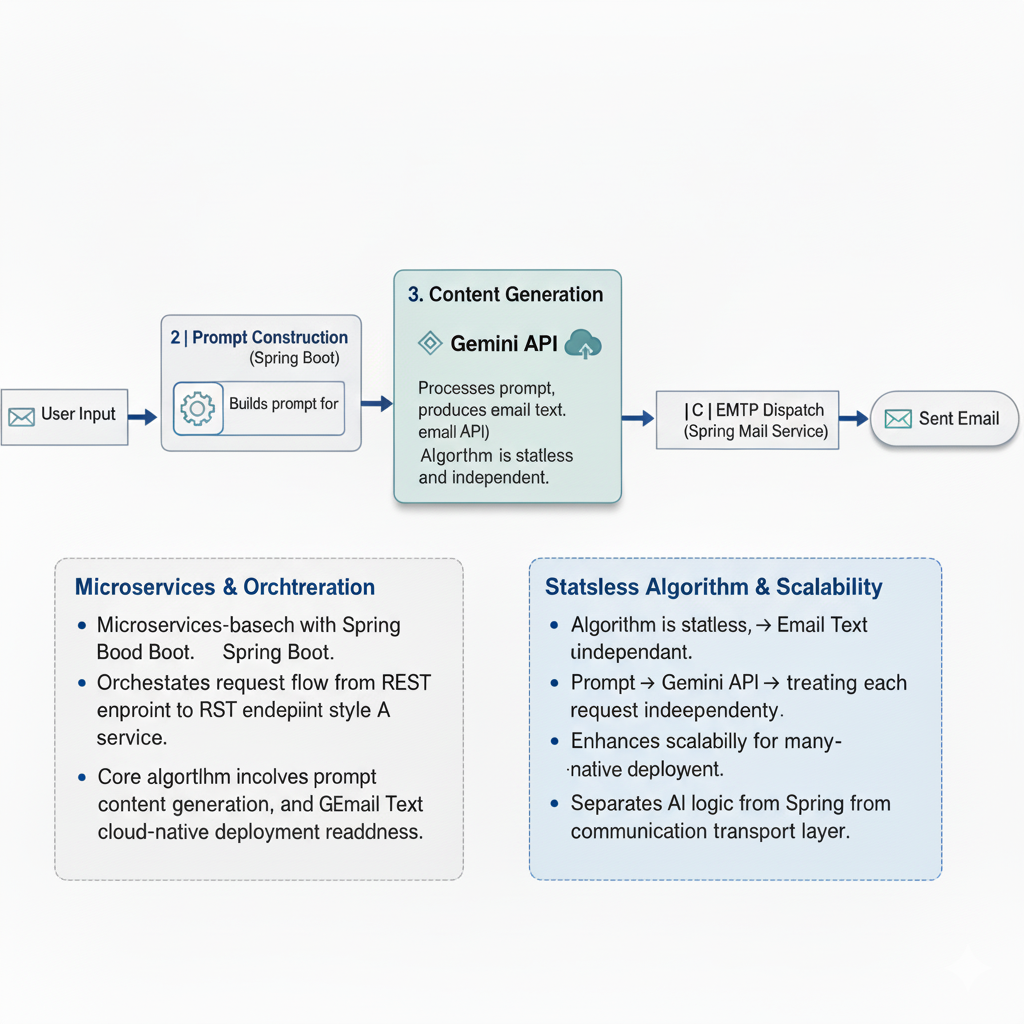 3. Content Generation
2 | Prompt Construction
(Spring Boot)
Gemini API
Builds prompt for
User Input
Processes prompt,
produces email text.
emall API)
Algorthm is statless
and independent.
| C | EMTP Dispatch
(Spring Mail Service)
Sent Email
Microservices & Orchtreration
• Microservices-basech with Spring
Bood Boot. Spring Boot.
• Orchestates request flow from REST
enproint to RST endepiint style A
service.
• Core algortlhm incolves prompt
content generation, and GEmail Text
cloud-native deployment readdness.
Statsless Algorithm & Scalability
• Algorithm is statless, → Email Text
undependant.
• Prompt → Gemini API → treating each
request indeependenty.
• Enhances scalabilly for many-
-native deployent.
• Separates AI logic from Spring from
communication transport layer.